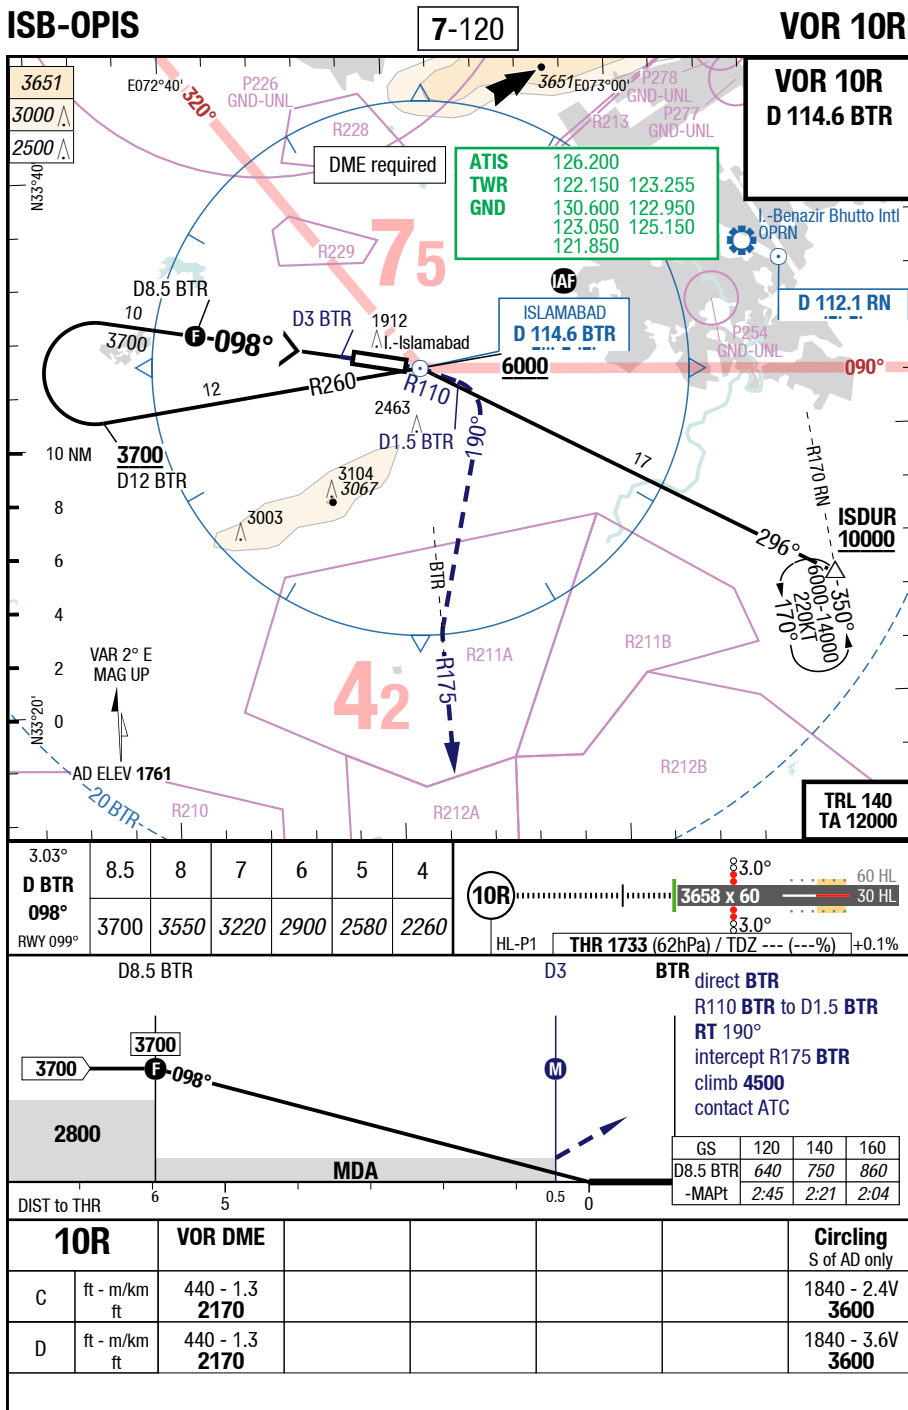 ISB-OPIS
7-120
VOR 10R
3651
3000
2500
E072°40'
320°
P226
GND-UNL
R228
3651
E073°00'
P278
GND-UNL
R213
P277
GND-UNL
VOR 10R
D 114.6 BTR
N33°40'
DME required
ATIS 126.200
TWR 122.150 123.255
GND 130.600 122.950
123.050 125.150
121.850
I.-Benazir Bhutto Intl
OPRN
R229
75
IAF
D8.5 BTR
10
3700
F
098°
D3 BTR
1912
I.-Islamabad
ISLAMABAD
D 114.6 BTR
6000
D 112.1 RN
P254
GND-UNL
090°
12
R260
R110
2463
D1.5 BTR
190°
3700
D12 BTR
10 NM
8
6
4
2
0
3104
3067
3003
17
R170 RN
ISDUR
10000
296°
350°
6000-14000
220KT
170°
BTR
R175
R211A
R211B
42
VAR 2° E
MAG UP
N33°20'
AD ELEV 1761
20 BTR
R210
R212A
R212B
TRL 140
TA 12000
3.03°
D BTR
098°
RWY 099°
8.5 8 7 6 5 4
3700 3550 3220 2900 2580 2260
10R
3.0°
3658 x 60
60 HL
30 HL
3.0°
HL-P1
THR 1733 (62hPa) / TDZ --- (---%)
+0.1%
D8.5 BTR
D3
BTR
direct BTR
R110 BTR to D1.5 BTR
RT 190°
intercept R175 BTR
climb 4500
contact ATC
3700
3700
F
098°
M
2800
MDA
DIST to THR
6 5 0.5 0
GS 120 140 160
D8.5 BTR 640 750 860
-MAPt 2:45 2:21 2:04
10R
VOR DME
Circling
S of AD only
C
ft - m/km
ft
440 - 1.3
2170
1840 - 2.4V
3600
D
ft - m/km
ft
440 - 1.3
2170
1840 - 3.6V
3600